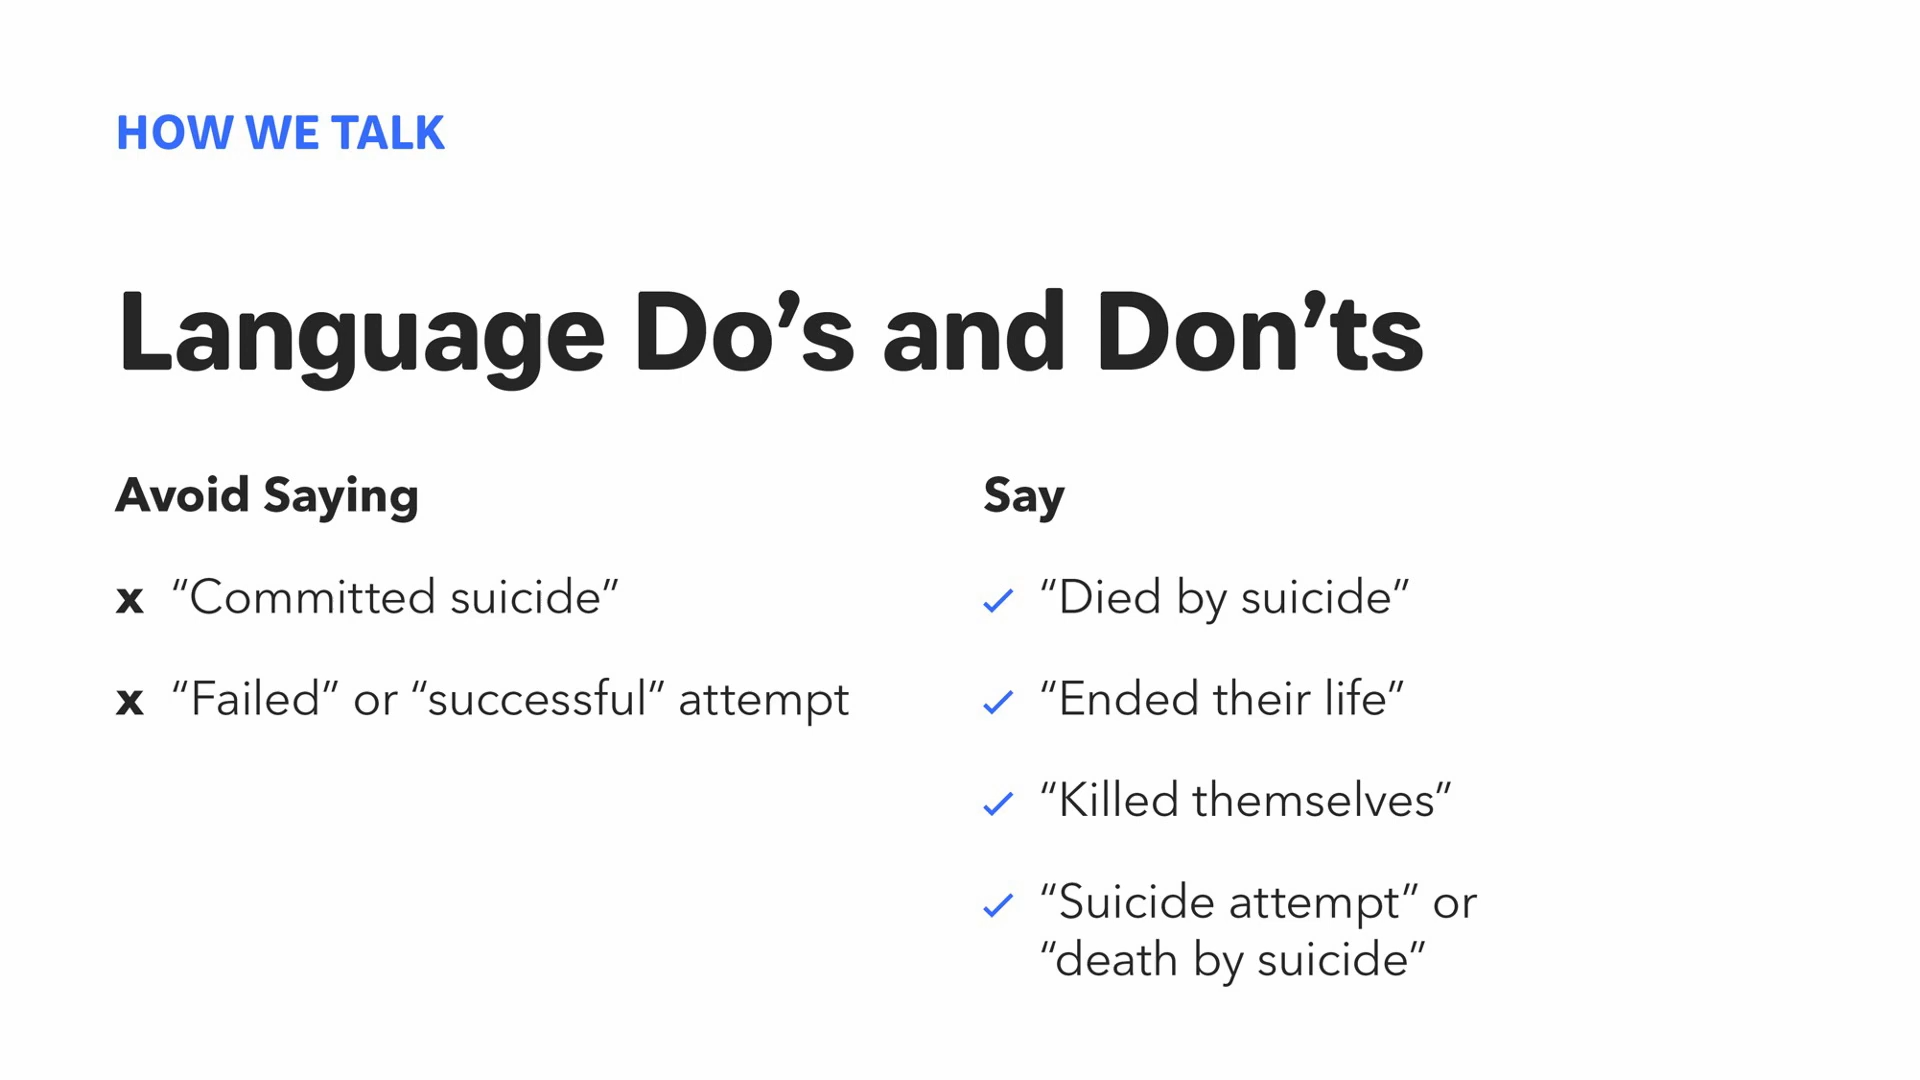 HOW WE TALK
Language Do’s and Don’ts
Avoid Saying
x “Committed suicide”
x “Failed” or “successful” attempt
Say
✓ “Died by suicide”
✓ “Ended their life”
✓ “Killed themselves”
✓ “Suicide attempt” or
“death by suicide”